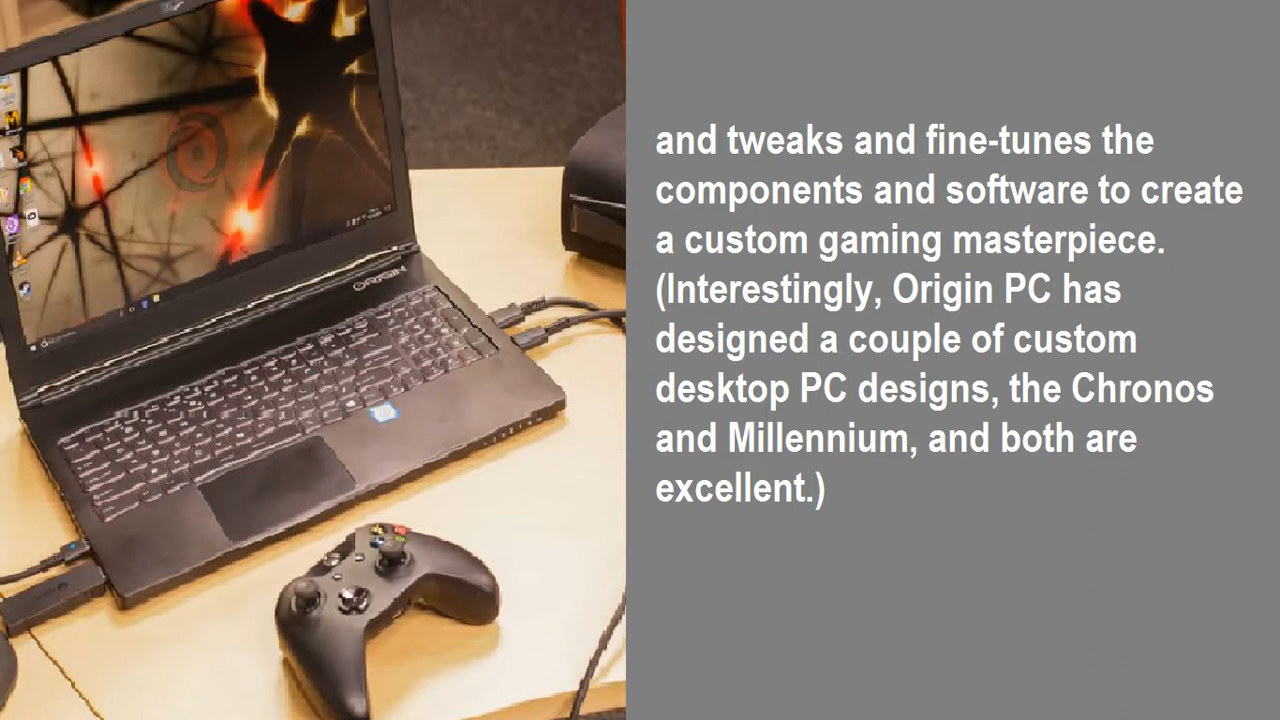 ORIGIN
and tweaks and fine-tunes the
components and software to create
a custom gaming masterpiece.
(Interestingly, Origin PC has
designed a couple of custom
desktop PC designs, the Chronos
and Millennium, and both are
excellent.)